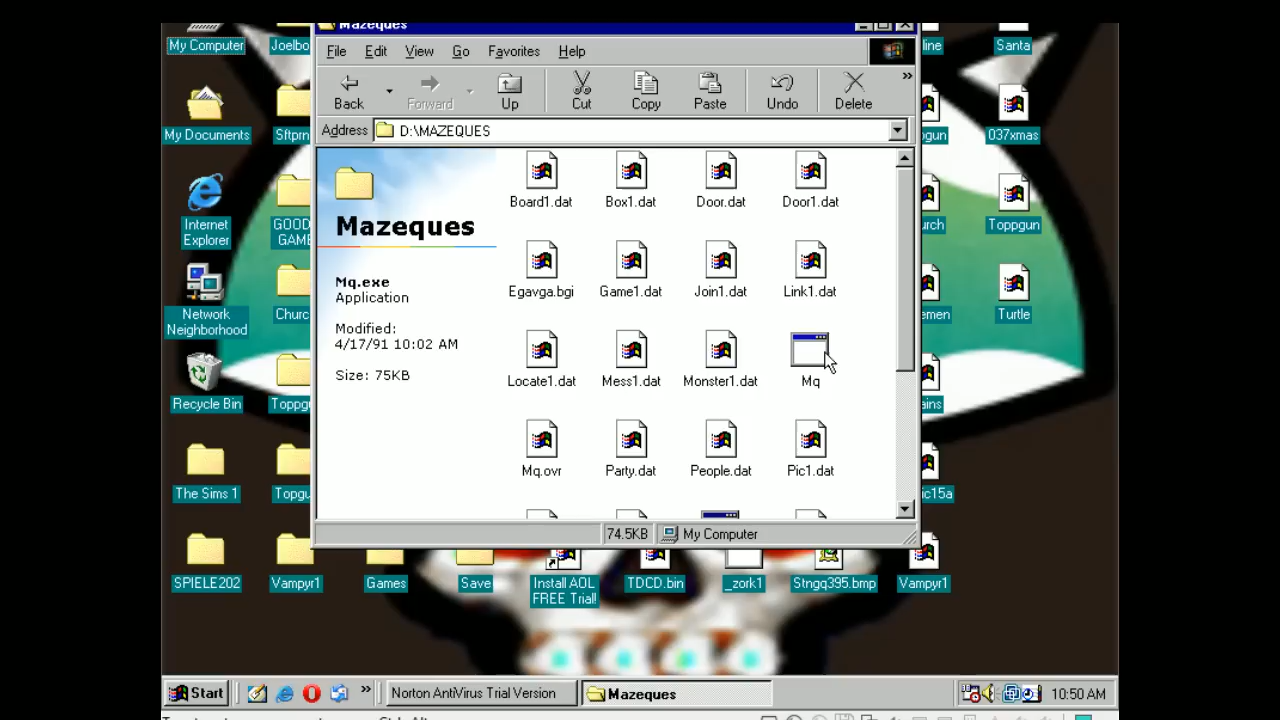 Mazeques
File Edit View Go Favorites Help
Back Forward Up Cut Copy Paste Undo Delete »
Address D:\MAZEQUES
Mazeques
Mq.exe
Application
Modified:
4/17/91 10:02 AM
Size: 75KB
Board1.dat Box1.dat Door.dat Door1.dat
Egavga.bgi Game1.dat Join1.dat Link1.dat
Locate1.dat Mess1.dat Monster1.dat Mq
Mq.ovr Party.dat People.dat Pic1.dat
74.5KB My Computer
My Computer Joelbo line Santa
My Documents Sftprn gun 037xmas
Internet
Explorer
GOOD
GAME
urch Toppgun
Network
Neighborhood
Churc emen Turtle
Recycle Bin Toppg ains
The Sims 1 Topgu ic15a
SPIELE202 Vampyr1 Games Save Install AOL
FREE Trial!
TDCD.bin _zork1 Stngq395.bmp Vampyr1
Start » Norton AntiVirus Trial Version Mazeques 10:50 AM